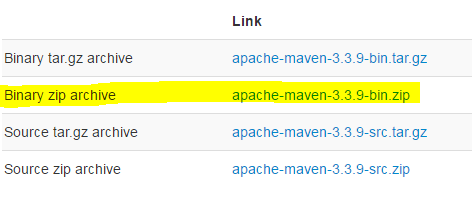 Link
Binary tar.gz archive apache-maven-3.3.9-bin.tar.gz
Binary zip archive apache-maven-3.3.9-bin.zip
Source tar.gz archive apache-maven-3.3.9-src.tar.gz
Source zip archive apache-maven-3.3.9-src.zip